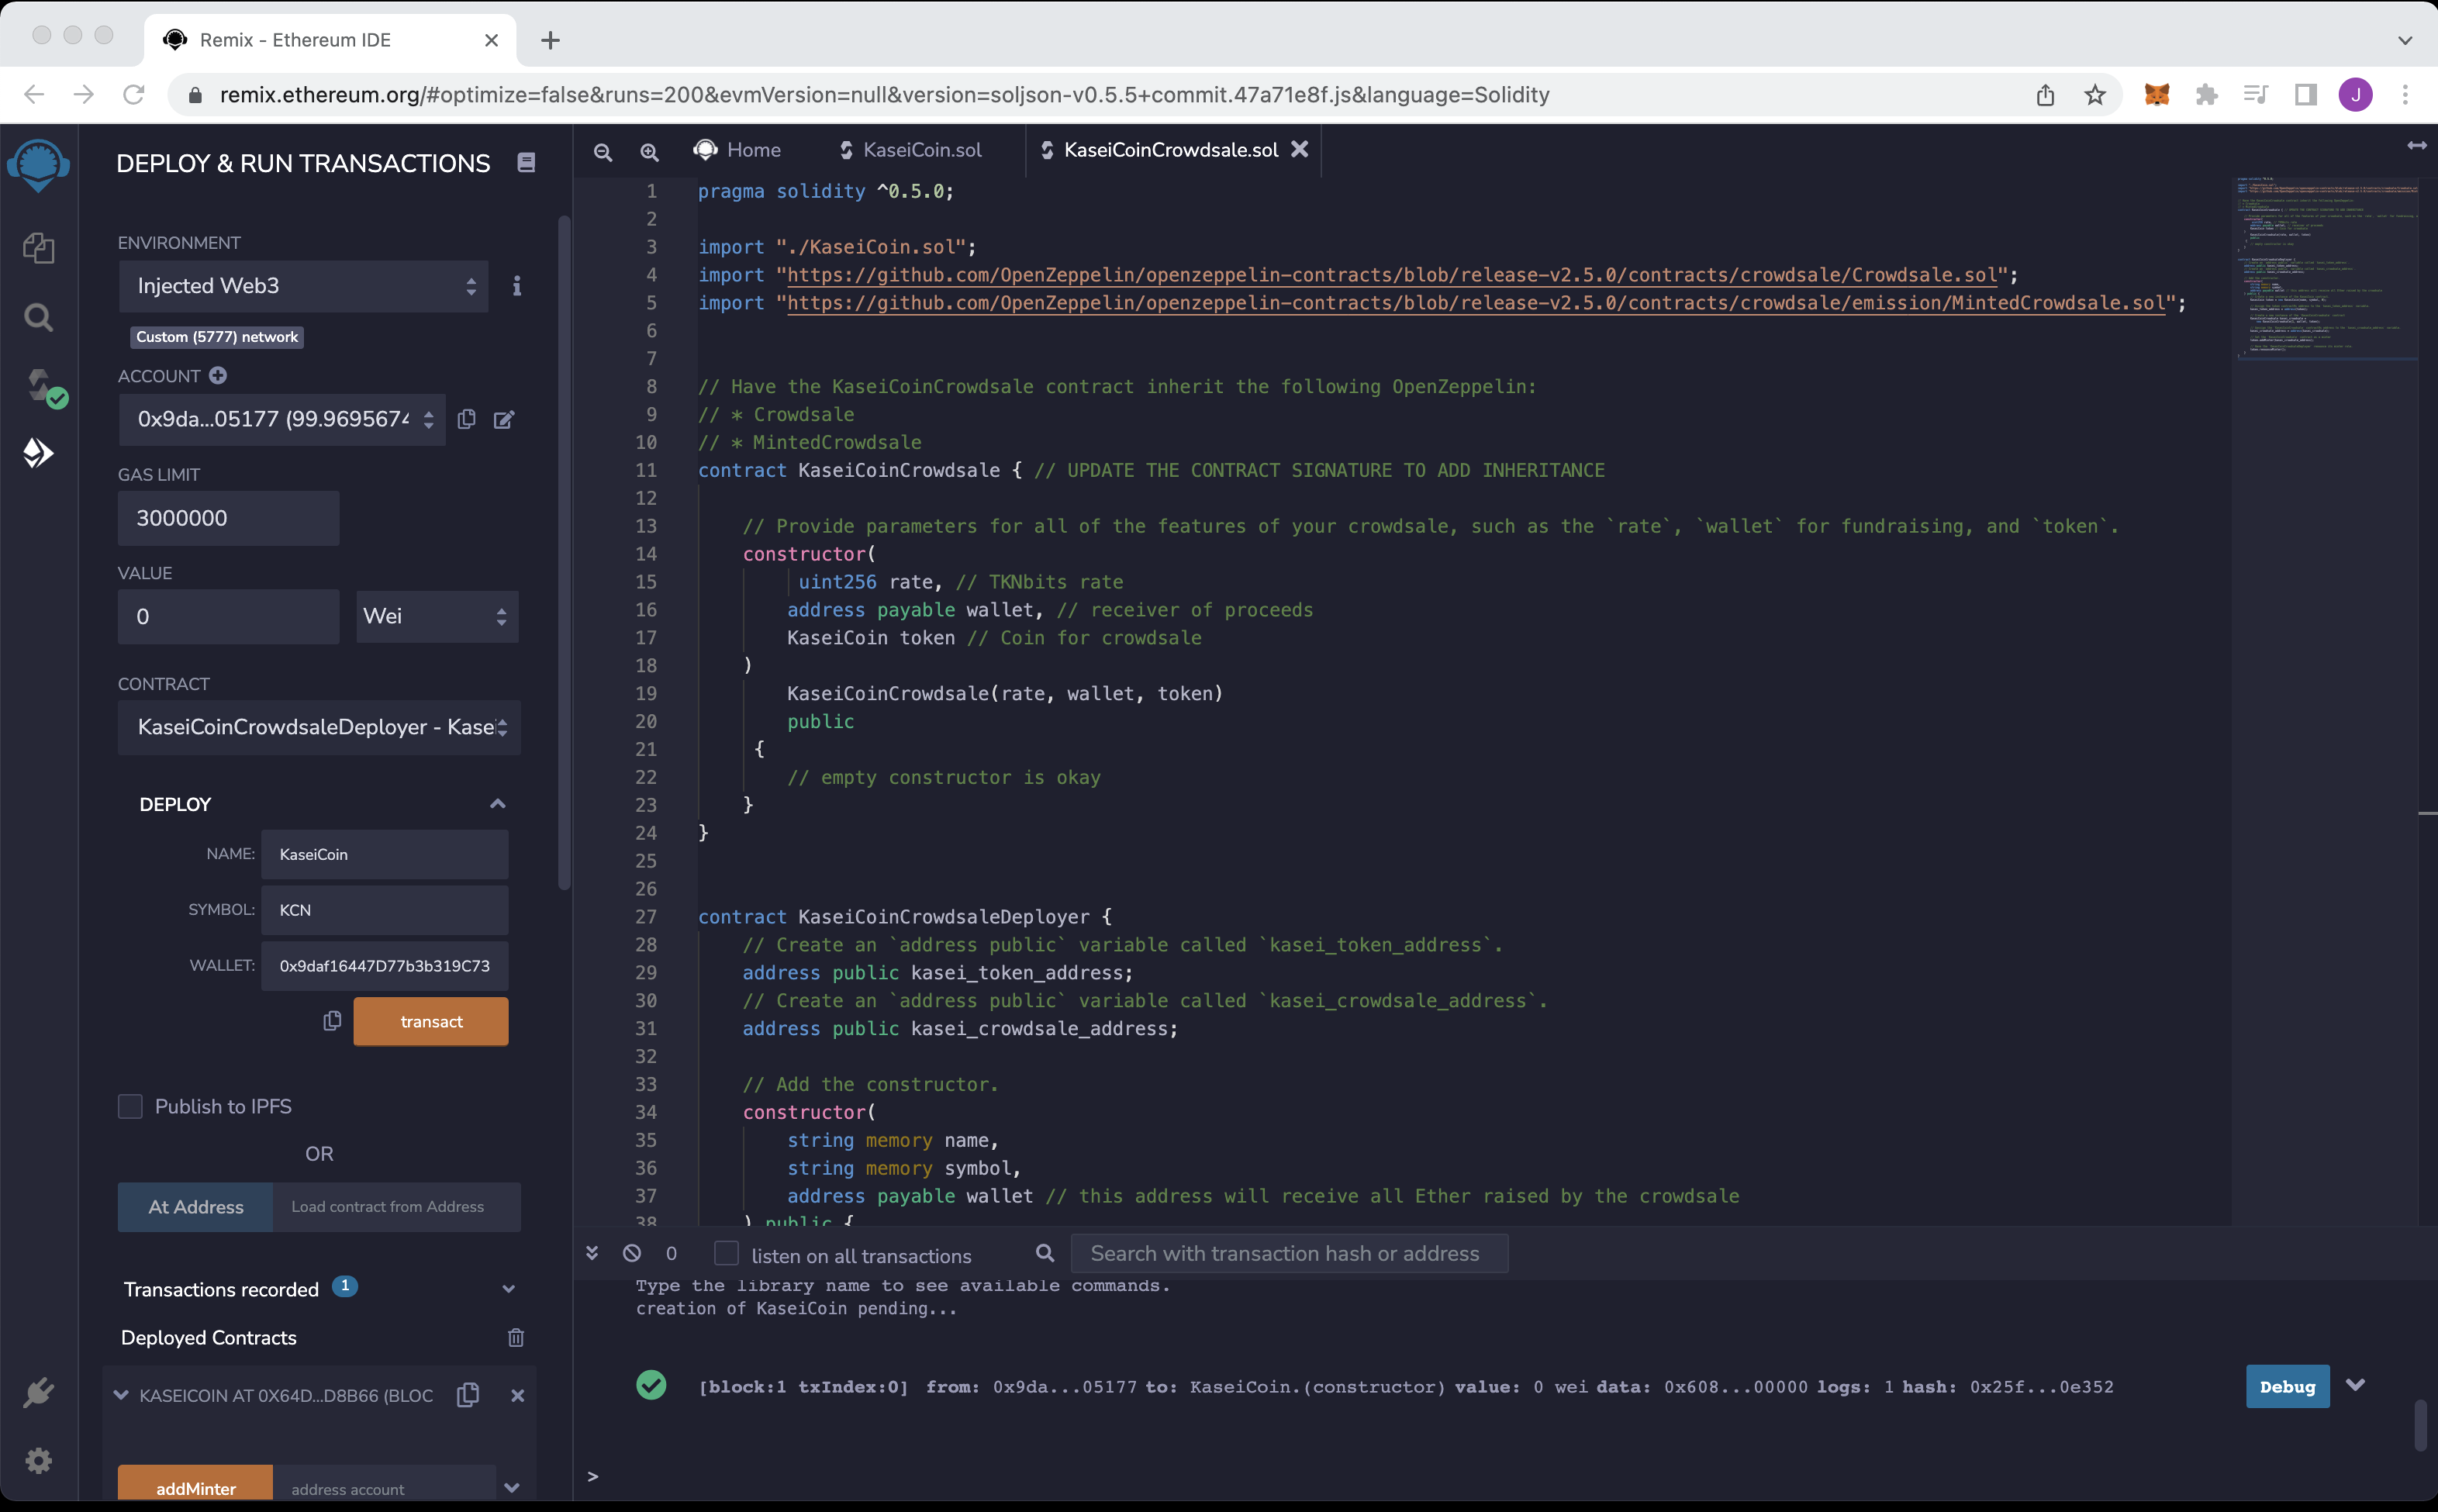 Remix - Ethereum IDE
remix.ethereum.org/#optimize=false&runs=200&evmVersion=null&version=soljson-v0.5.5+commit.47a71e8f.js&language=Solidity
J
DEPLOY & RUN TRANSACTIONS
ENVIRONMENT
Injected Web3
Custom (5777) network
ACCOUNT
0x9da...05177 (99.9695674
GAS LIMIT
3000000
VALUE
0
Wei
CONTRACT
KaseiCoinCrowdsaleDeployer - Kasei
DEPLOY
NAME: KaseiCoin
SYMBOL: KCN
WALLET: 0x9daf16447D77b3b319C73
transact
Publish to IPFS
OR
At Address Load contract from Address
Transactions recorded 1
Deployed Contracts
KASEICOIN AT 0X64D...D8B66 (BLOC
addMinter address account
Home KaseiCoin.sol KaseiCoinCrowdsale.sol
1 pragma solidity ^0.5.0;
2
3 import "./KaseiCoin.sol";
4 import "https://github.com/OpenZeppelin/openzeppelin-contracts/blob/release-v2.5.0/contracts/crowdsale/Crowdsale.sol";
5 import "https://github.com/OpenZeppelin/openzeppelin-contracts/blob/release-v2.5.0/contracts/crowdsale/emission/MintedCrowdsale.sol";
6
7
8 // Have the KaseiCoinCrowdsale contract inherit the following OpenZeppelin:
9 // * Crowdsale
10 // * MintedCrowdsale
11 contract KaseiCoinCrowdsale { // UPDATE THE CONTRACT SIGNATURE TO ADD INHERITANCE
12
13 // Provide parameters for all of the features of your crowdsale, such as the `rate`, `wallet` for fundraising, and `token`.
14 constructor(
15 uint256 rate, // TKNbits rate
16 address payable wallet, // receiver of proceeds
17 KaseiCoin token // Coin for crowdsale
18 )
19 KaseiCoinCrowdsale(rate, wallet, token)
20 public
21 {
22 // empty constructor is okay
23 }
24 }
25
26
27 contract KaseiCoinCrowdsaleDeployer {
28 // Create an `address public` variable called `kasei_token_address`.
29 address public kasei_token_address;
30 // Create an `address public` variable called `kasei_crowdsale_address`.
31 address public kasei_crowdsale_address;
32
33 // Add the constructor.
34 constructor(
35 string memory name,
36 string memory symbol,
37 address payable wallet // this address will receive all Ether raised by the crowdsale
38 ) public {
0 listen on all transactions Search with transaction hash or address
Type the library name to see available commands.
creation of KaseiCoin pending...
[block:1 txIndex:0] from: 0x9da...05177 to: KaseiCoin.(constructor) value: 0 wei data: 0x608...00000 logs: 1 hash: 0x25f...0e352
Debug
>